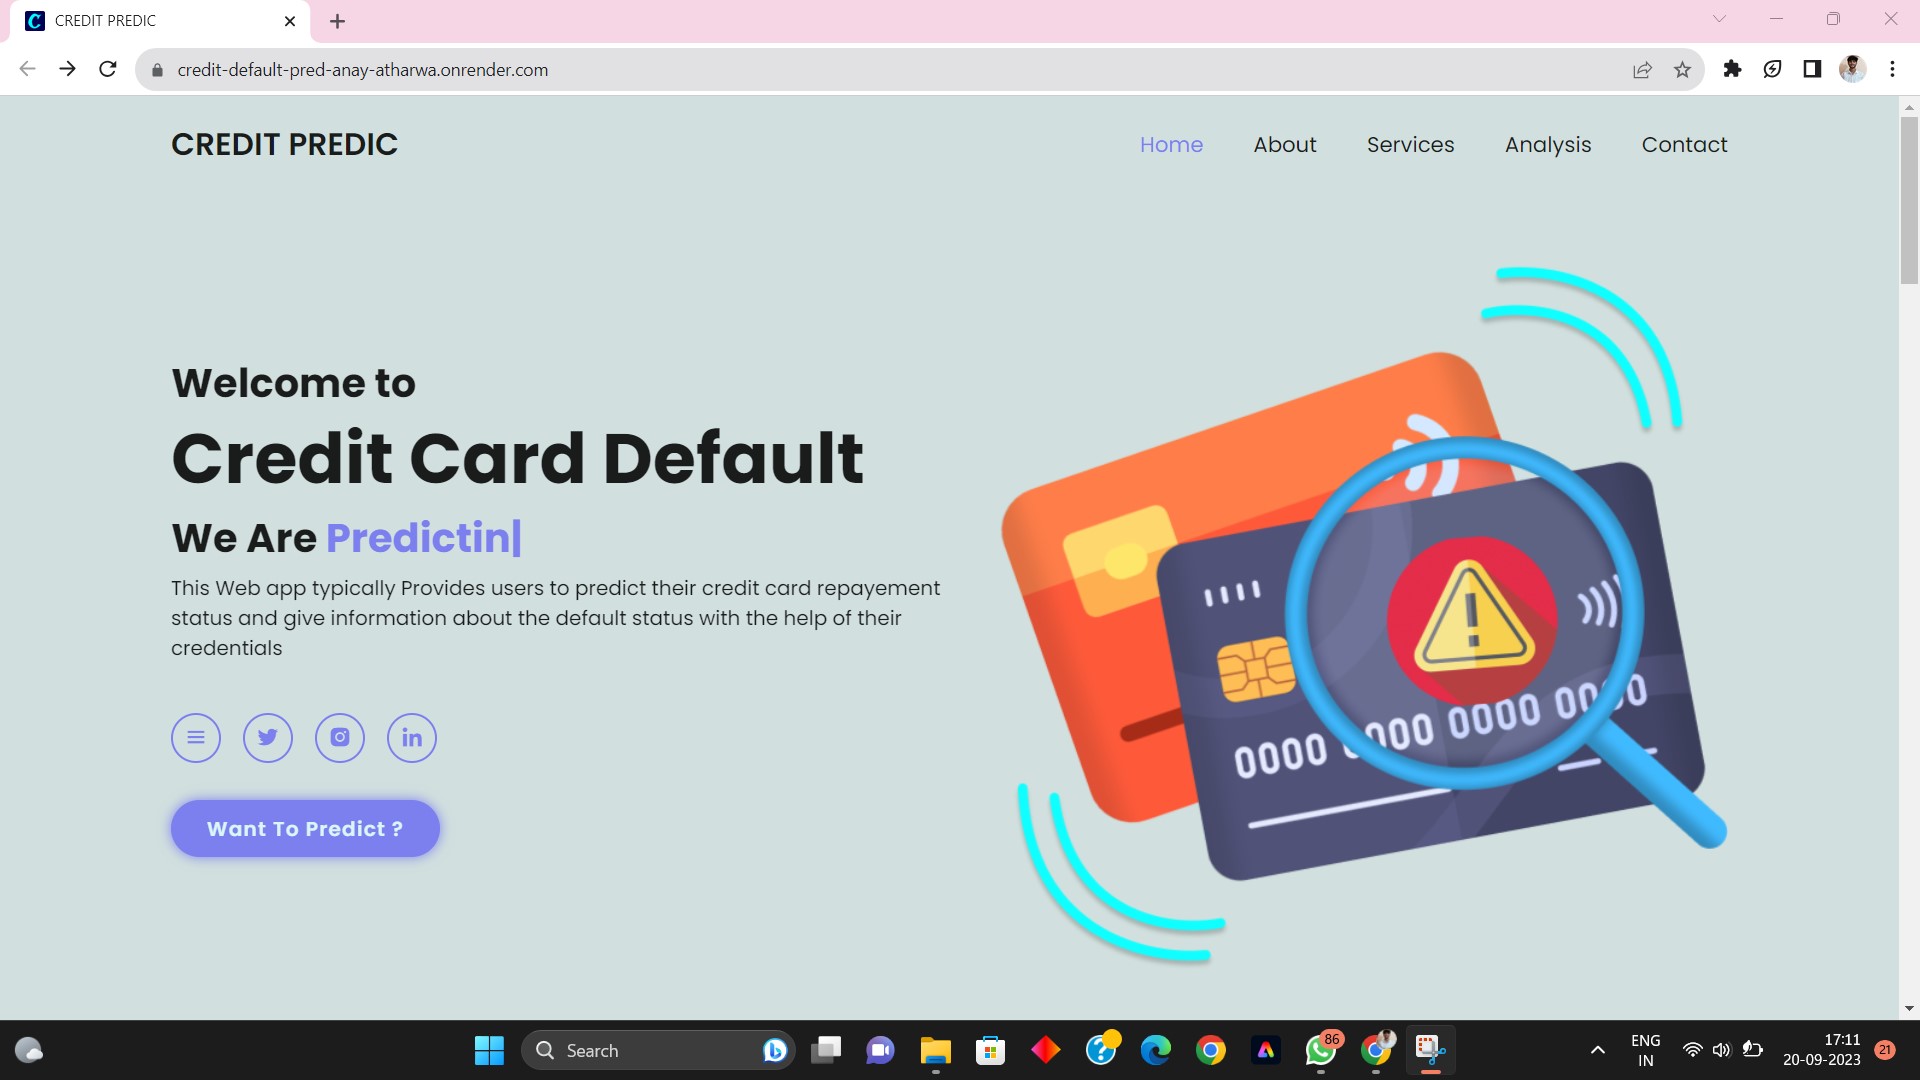 CREDIT PREDIC
credit-default-pred-anay-atharwa.onrender.com
CREDIT PREDIC
Home About Services Analysis Contact
Welcome to
Credit Card Default
We Are Predictin|
This Web app typically Provides users to predict their credit card repayement
status and give information about the default status with the help of their
credentials
Want To Predict ?
0000 0000 0000 0000
Search
86
ENG
IN
17:11
20-09-2023
21